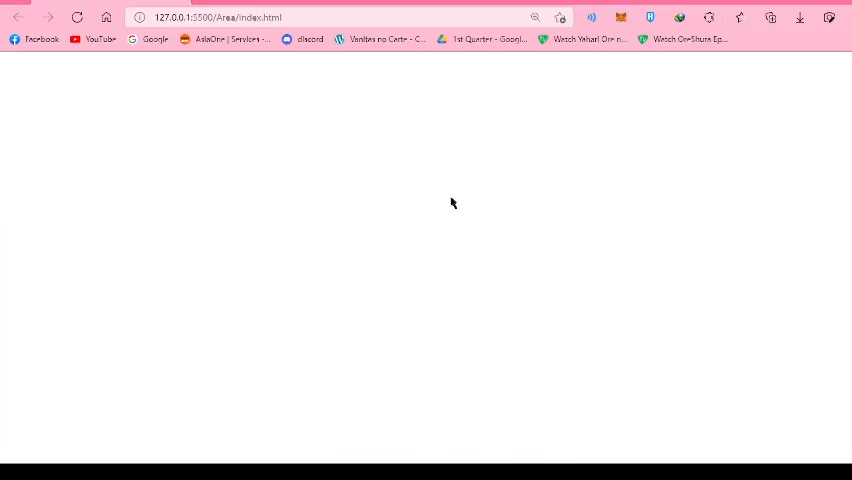 127.0.0.1:5500/Area/index.html
Facebook YouTube Google AsiaOne | Services -... discord Vanitas no Carte - C... 1st Quarter - Googl... Watch Yahari Ore n... Watch OreShura Ep...